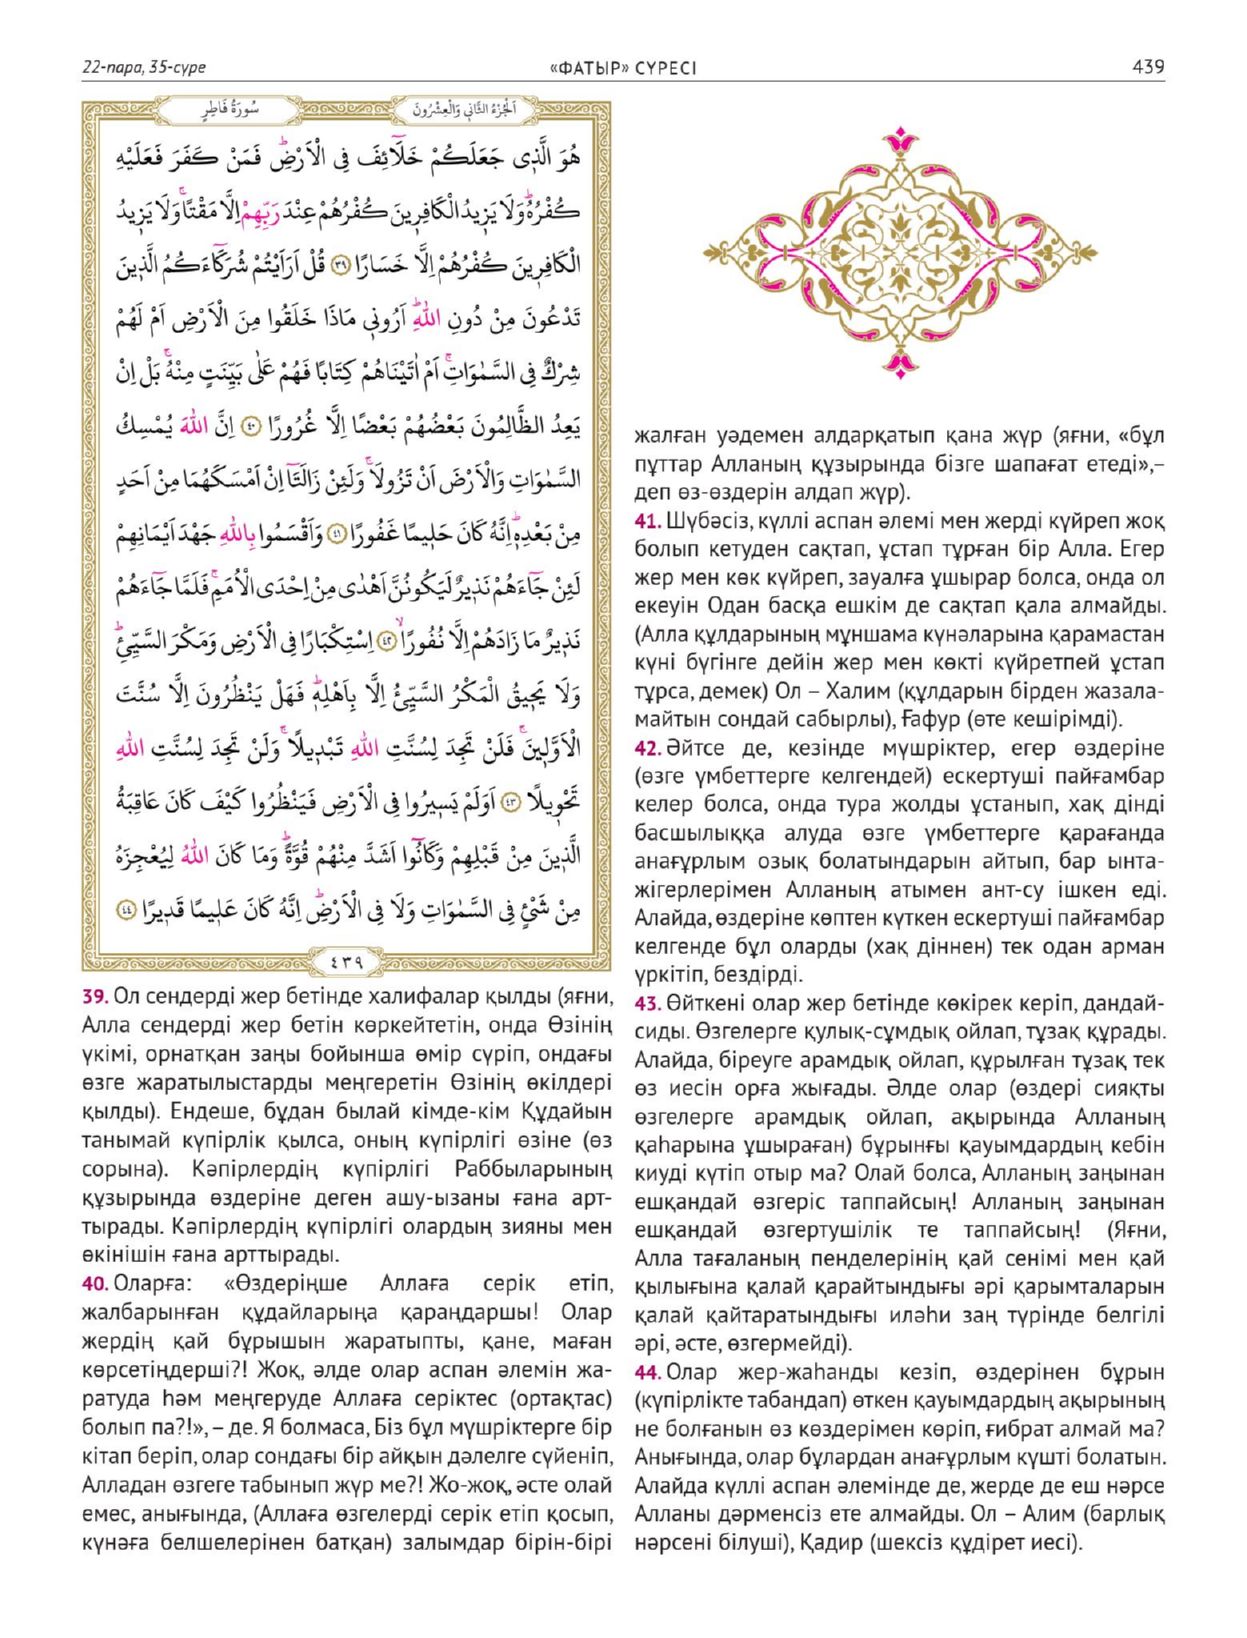 22-пара, 35-сүре
«ФАТЫР» СҮРЕСІ
439
سُورَةُ فَاطِرٍ
اَلْجُزْءُ الثَّانِي وَالْعِشْرُونَ
هُوَ الَّذٖى جَعَلَكُمْ خَلَٓائِفَ فِى الْاَرْضِؕ فَمَنْ كَفَرَ فَعَلَيْهِ
كُفْرُهُؕ وَلَا يَزٖيدُ الْكَافِرٖينَ كُفْرُهُمْ عِنْدَ رَبِّهِمْ اِلَّا مَقْتًاۚ وَلَا يَزٖيدُ
الْكَافِرٖينَ كُفْرُهُمْ اِلَّا خَسَارًا ﴿٣٩﴾ قُلْ اَرَاَيْتُمْ شُرَكَٓاءَكُمُ الَّذٖينَ
تَدْعُونَ مِنْ دُونِ اللّٰهِؕ اَرُونٖى مَاذَا خَلَقُوا مِنَ الْاَرْضِ اَمْ لَهُمْ
شِرْكٌ فِى السَّمٰوَاتِۚ اَمْ اٰتَيْنَاهُمْ كِتَابًا فَهُمْ عَلٰى بَيِّنَتٍ مِنْهُۚ بَلْ اِنْ
يَعِدُ الظَّالِمُونَ بَعْضُهُمْ بَعْضًا اِلَّا غُرُورًا ﴿٤٠﴾ اِنَّ اللّٰهَ يُمْسِكُ
السَّمٰوَاتِ وَالْاَرْضَ اَنْ تَزُولَاۚ وَلَئِنْ زَالَتَٓا اِنْ اَمْسَكَهُمَا مِنْ اَحَدٍ
مِنْ بَعْدِهٖؕ اِنَّهُ كَانَ حَلٖيمًا غَفُورًا ﴿٤١﴾ وَاَقْسَمُوا بِاللّٰهِ جَهْدَ اَيْمَانِهِمْ
لَئِنْ جَٓاءَهُمْ نَذٖيرٌ لَيَكُونُنَّ اَهْدٰى مِنْ اِحْدَى الْاُمَمِۚ فَلَمَّا جَٓاءَهُمْ
نَذٖيرٌ مَا زَادَهُمْ اِلَّا نُفُورًاۙ ﴿٤٢﴾ اِسْتِكْبَارًا فِى الْاَرْضِ وَمَكْرَ السَّيِّئِؕ
وَلَا يَحٖيقُ الْمَكْرُ السَّيِّئُ اِلَّا بِاَهْلِهٖؕ فَهَلْ يَنْظُرُونَ اِلَّا سُنَّتَ
الْاَوَّلٖينَۚ فَلَنْ تَجِدَ لِسُنَّتِ اللّٰهِ تَبْدٖيلًاۚ وَلَنْ تَجِدَ لِسُنَّتِ اللّٰهِ
تَحْوٖيلًا ﴿٤٣﴾ اَوَلَمْ يَسٖيرُوا فِى الْاَرْضِ فَيَنْظُرُوا كَيْفَ كَانَ عَاقِبَةُ
الَّذٖينَ مِنْ قَبْلِهِمْ وَكَانُٓوا اَشَدَّ مِنْهُمْ قُوَّةًؕ وَمَا كَانَ اللّٰهُ لِيُعْجِزَهُ
مِنْ شَیْءٍ فِى السَّمٰوَاتِ وَلَا فِى الْاَرْضِؕ اِنَّهُ كَانَ عَلٖيمًا قَدٖيرًا ﴿٤٤﴾
٤٣٩
39. Ол сендерді жер бетінде халифалар қылды (яғни,
Алла сендерді жер бетін көркейтетін, онда Өзінің
үкімі, орнатқан заңы бойынша өмір сүріп, ондағы
өзге жаратылыстарды меңгеретін Өзінің өкілдері
қылды). Ендеше, бұдан былай кімде-кім Құдайын
танымай күпірлік қылса, оның күпірлігі өзіне (өз
сорына). Кәпірлердің күпірлігі Раббыларының
құзырында өздеріне деген ашу-ызаны ғана арт-
тырады. Кәпірлердің күпірлігі олардың зияны мен
өкінішін ғана арттырады.
40. Оларға: «Өздеріңше Аллаға серік етіп,
жалбарынған құдайларыңа қараңдаршы! Олар
жердің қай бұрышын жаратыпты, қане, маған
көрсетіңдерші?! Жоқ, әлде олар аспан әлемін жа-
ратуда һәм меңгеруде Аллаға серіктес (ортақтас)
болып па?!», – де. Я болмаса, Біз бұл мүшріктерге бір
кітап беріп, олар сондағы бір айқын дәлелге сүйеніп,
Алладан өзгеге табынып жүр ме?! Жо-жоқ, әсте олай
емес, анығында, (Аллаға өзгелерді серік етіп қосып,
күнәға белшелерінен батқан) залымдар бірін-бірі
жалған уәдемен алдарқатып қана жүр (яғни, «бұл
пұттар Алланың құзырында бізге шапағат етеді»,–
деп өз-өздерін алдап жүр).
41. Шүбәсіз, күллі аспан әлемі мен жерді күйреп жоқ
болып кетуден сақтап, ұстап тұрған бір Алла. Егер
жер мен көк күйреп, зауалға ұшырар болса, онда ол
екеуін Одан басқа ешкім де сақтап қала алмайды.
(Алла құлдарының мұншама күнәларына қарамастан
күні бүгінге дейін жер мен көкті күйретпей ұстап
тұрса, демек) Ол – Халим (құлдарын бірден жазала-
майтын сондай сабырлы), Ғафур (өте кешірімді).
42. Әйтсе де, кезінде мүшріктер, егер өздеріне
(өзге үмбеттерге келгендей) ескертуші пайғамбар
келер болса, онда тура жолды ұстанып, хақ дінді
басшылыққа алуда өзге үмбеттерге қарағанда
анағұрлым озық болатындарын айтып, бар ынта-
жігерлерімен Алланың атымен ант-су ішкен еді.
Алайда, өздеріне көптен күткен ескертуші пайғамбар
келгенде бұл оларды (хақ діннен) тек одан арман
үркітіп, бездірді.
43. Өйткені олар жер бетінде көкірек керіп, дандай-
сиды. Өзгелерге қулық-сұмдық ойлап, тұзақ құрады.
Алайда, біреуге арамдық ойлап, құрылған тұзақ тек
өз иесін орға жығады. Әлде олар (өздері сияқты
өзгелерге арамдық ойлап, ақырында Алланың
қаһарына ұшыраған) бұрынғы қауымдардың кебін
киуді күтіп отыр ма? Олай болса, Алланың заңынан
ешқандай өзгеріс таппайсың! Алланың заңынан
ешқандай өзгертушілік те таппайсың! (Яғни,
Алла тағаланың пенделерінің қай сенімі мен қай
қылығына қалай қарайтындығы әрі қарымталарын
қалай қайтаратындығы иләһи заң түрінде белгілі
әрі, әсте, өзгермейді).
44. Олар жер-жаһанды кезіп, өздерінен бұрын
(күпірлікте табандап) өткен қауымдардың ақырының
не болғанын өз көздерімен көріп, ғибрат алмай ма?
Анығында, олар бұлардан анағұрлым күшті болатын.
Алайда күллі аспан әлемінде де, жерде де еш нәрсе
Алланы дәрменсіз ете алмайды. Ол – Алим (барлық
нәрсені білуші), Қадир (шексіз құдірет иесі).